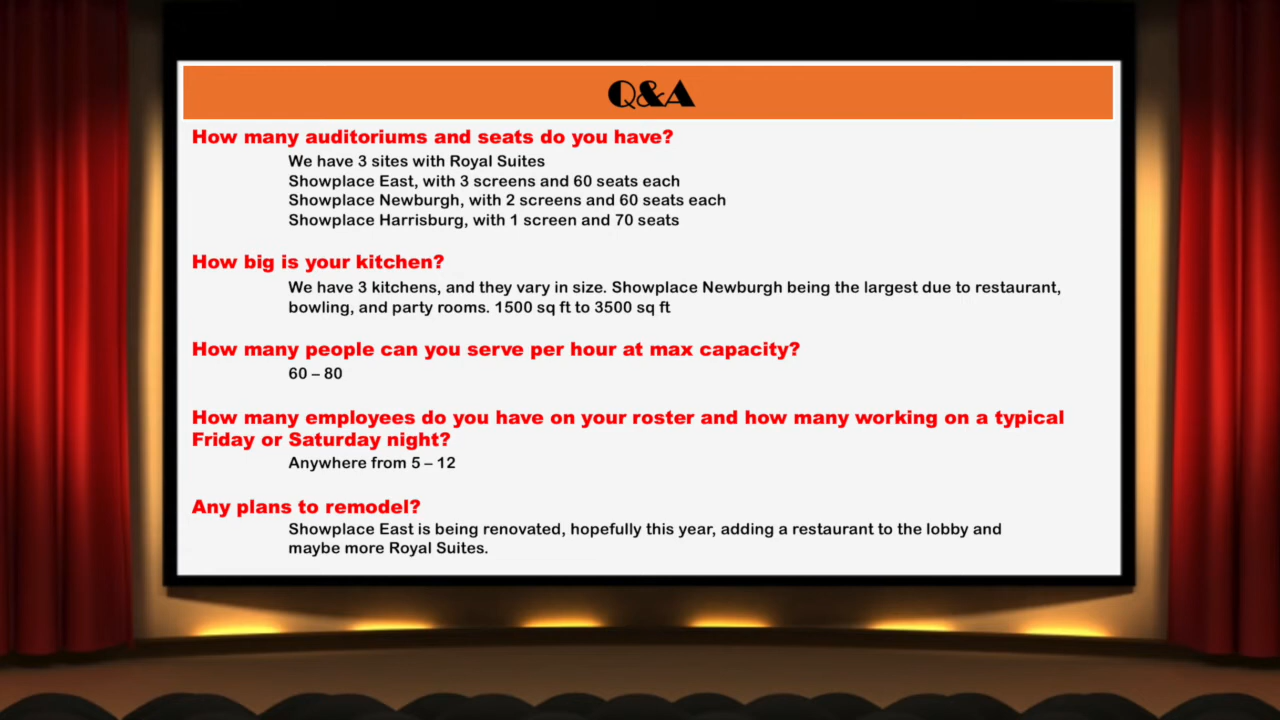 Q&A
How many auditoriums and seats do you have?
We have 3 sites with Royal Suites
Showplace East, with 3 screens and 60 seats each
Showplace Newburgh, with 2 screens and 60 seats each
Showplace Harrisburg, with 1 screen and 70 seats
How big is your kitchen?
We have 3 kitchens, and they vary in size. Showplace Newburgh being the largest due to restaurant,
bowling, and party rooms. 1500 sq ft to 3500 sq ft
How many people can you serve per hour at max capacity?
60 – 80
How many employees do you have on your roster and how many working on a typical
Friday or Saturday night?
Anywhere from 5 – 12
Any plans to remodel?
Showplace East is being renovated, hopefully this year, adding a restaurant to the lobby and
maybe more Royal Suites.